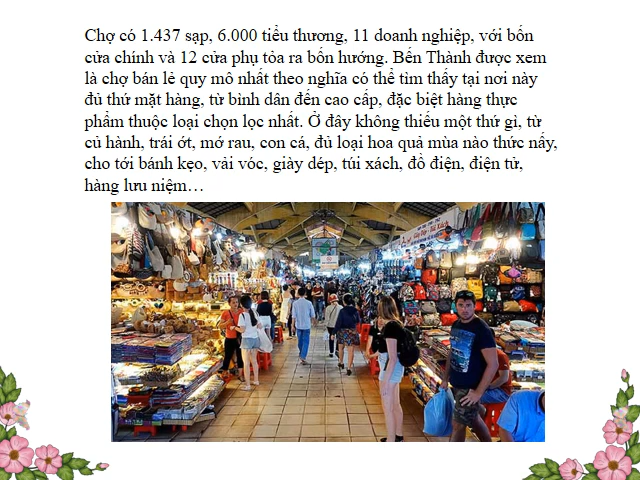 Chợ có 1.437 sạp, 6.000 tiểu thương, 11 doanh nghiệp, với bốn
cửa chính và 12 cửa phụ tỏa ra bốn hướng. Bến Thành được xem
là chợ bán lẻ quy mô nhất theo nghĩa có thể tìm thấy tại nơi này
đủ thứ mặt hàng, từ bình dân đến cao cấp, đặc biệt hàng thực
phẩm thuộc loại chọn lọc nhất. Ở đây không thiếu một thứ gì, từ
củ hành, trái ớt, mớ rau, con cá, đủ loại hoa quả mùa nào thức nấy,
cho tới bánh kẹo, vải vóc, giày dép, túi xách, đồ điện, điện tử,
hàng lưu niệm…